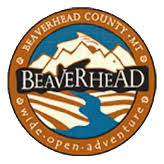 BEAVERHEAD COUNTY • MT
BEAVERHEAD
wide • open • adventure